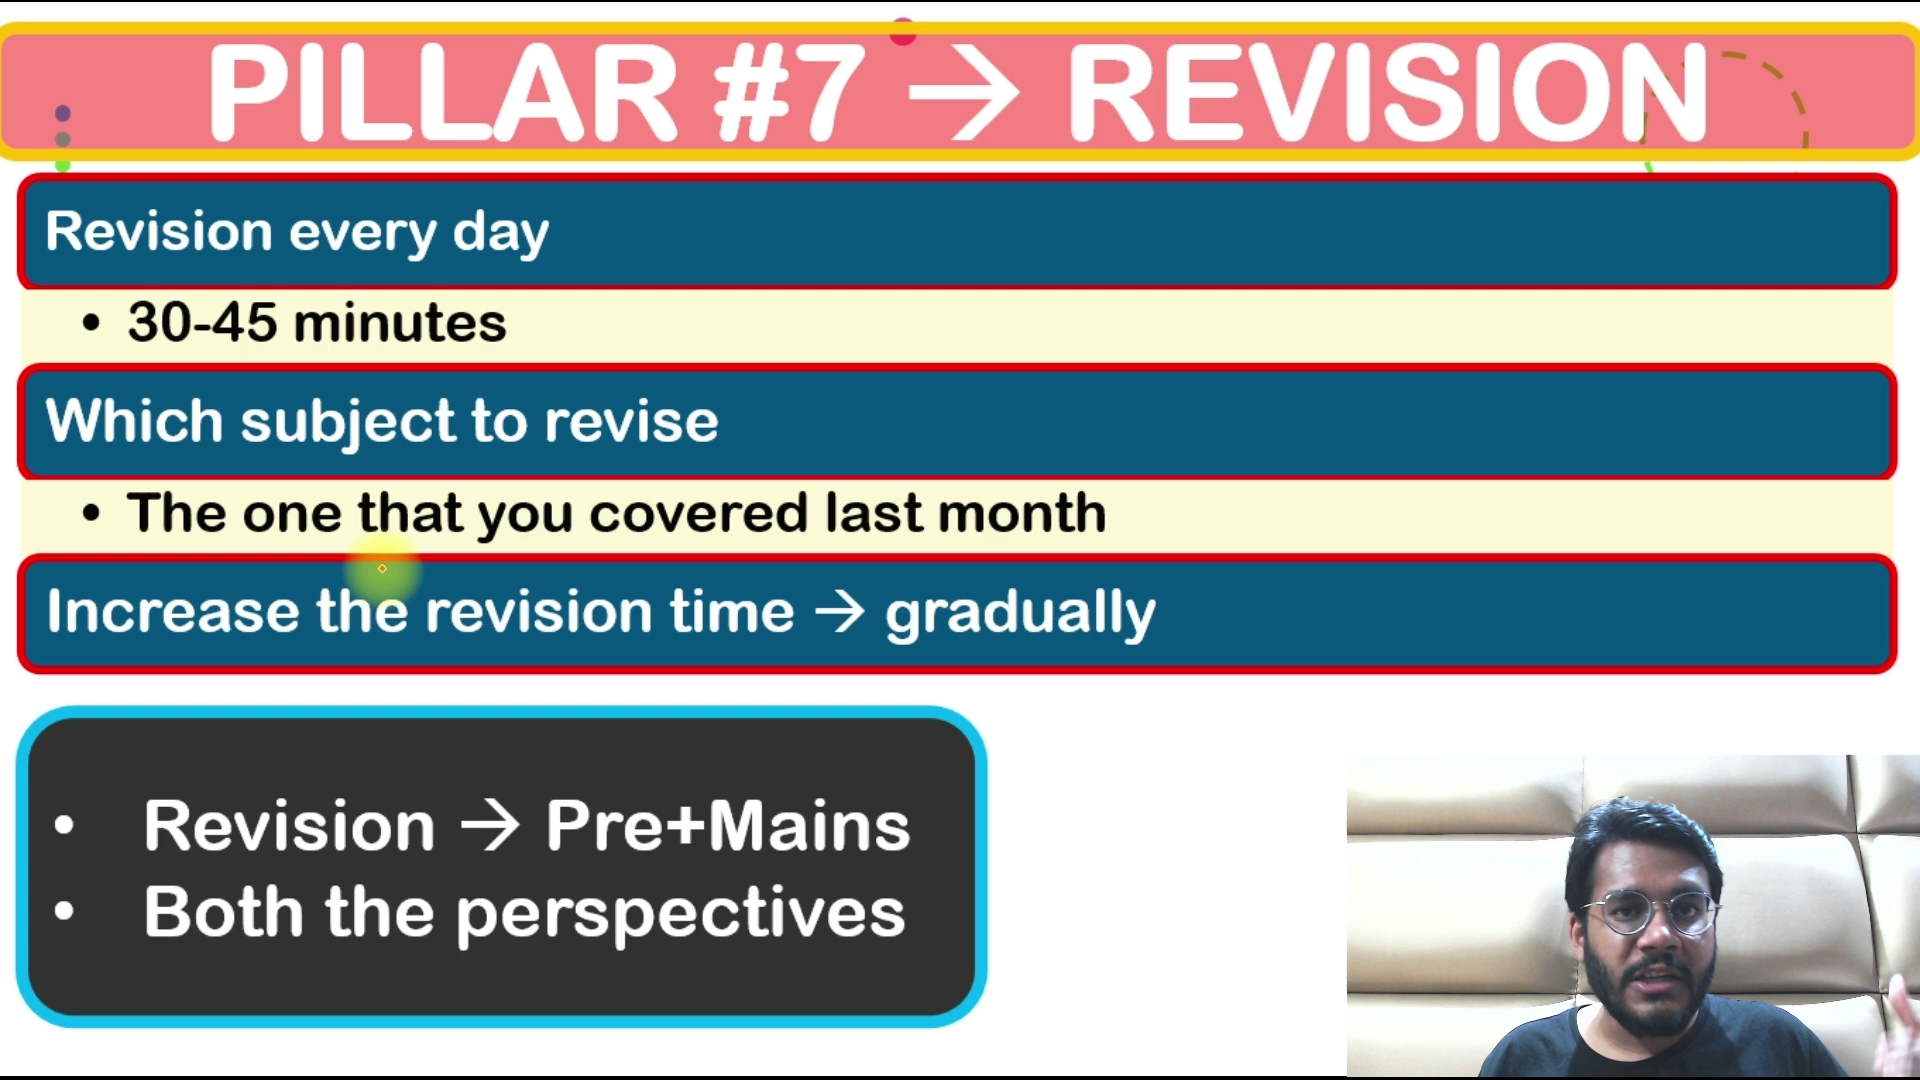 PILLAR #7 → REVISION
Revision every day
• 30-45 minutes
Which subject to revise
• The one that you covered last month
Increase the revision time → gradually
• Revision → Pre+Mains
• Both the perspectives